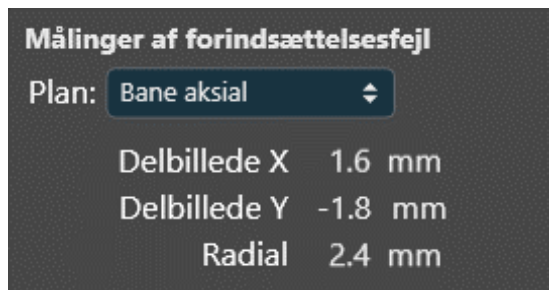 Målinger af forindsættelsesfejl
Plan: Bane aksial
Delbillede X 1.6 mm
Delbillede Y -1.8 mm
Radial 2.4 mm